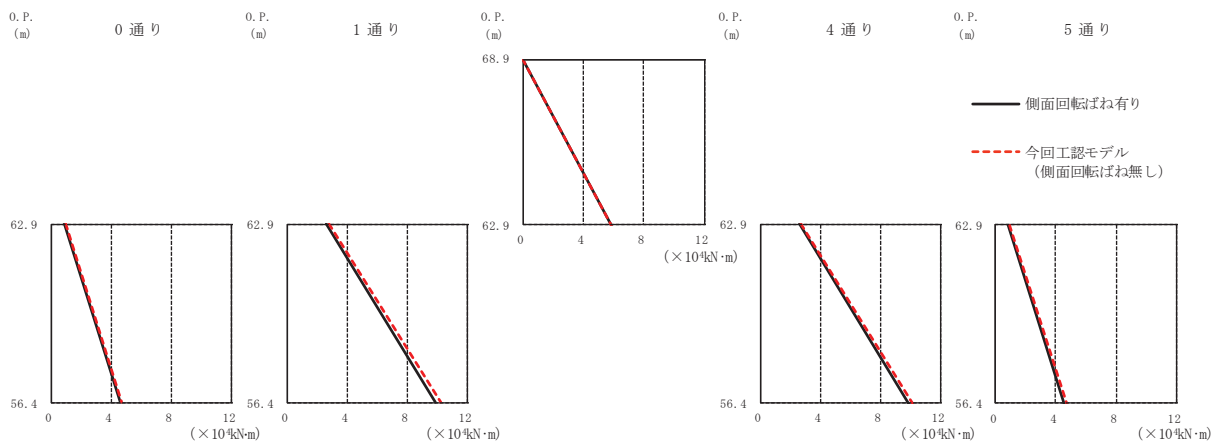 O.P.
(m)
0 通り
O.P.
(m)
1 通り
O.P.
(m)
O.P.
(m)
4 通り
O.P.
(m)
5 通り
68.9
62.9
0 4 8 12
(×10⁴kN·m)
側面回転ばね有り
今回工認モデル
(側面回転ばね無し)
62.9
56.4
0 4 8 12
(×10⁴kN·m)
62.9
56.4
0 4 8 12
(×10⁴kN·m)
62.9
56.4
0 4 8 12
(×10⁴kN·m)
62.9
56.4
0 4 8 12
(×10⁴kN·m)